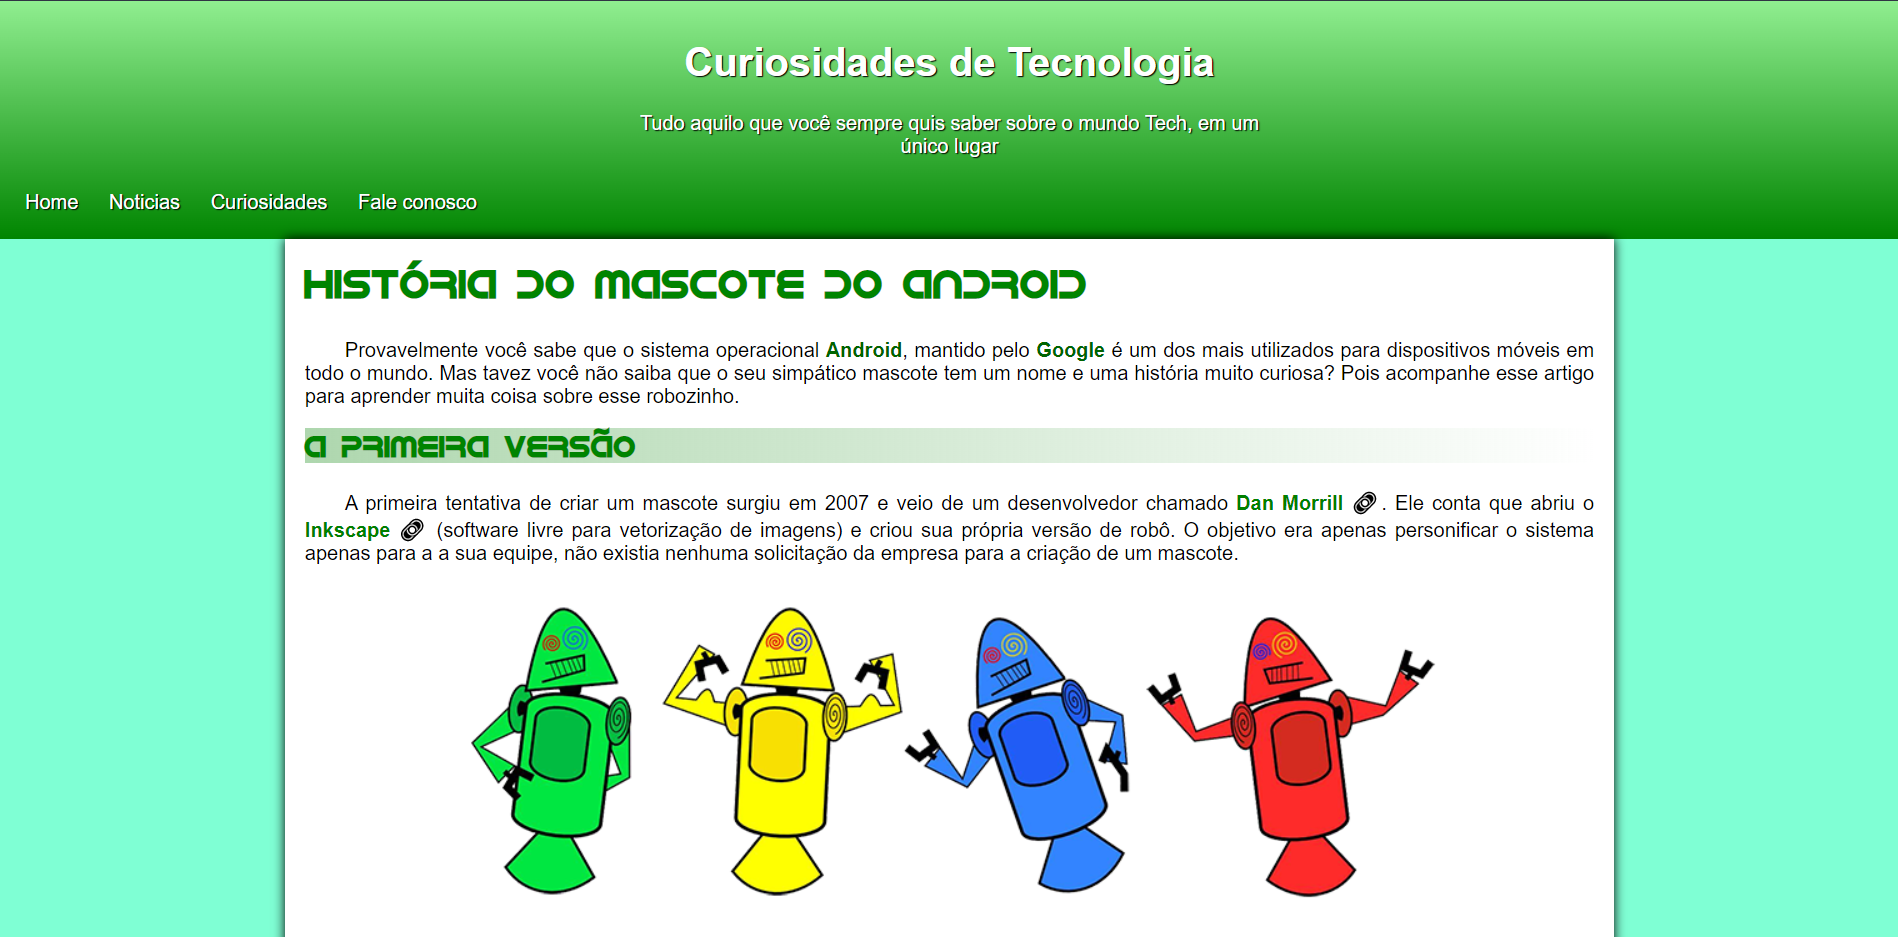 Curiosidades de Tecnologia
Tudo aquilo que você sempre quis saber sobre o mundo Tech, em um
único lugar
Home Noticias Curiosidades Fale conosco
História do Mascote do Android
Provavelmente você sabe que o sistema operacional Android, mantido pelo Google é um dos mais utilizados para dispositivos móveis em
todo o mundo. Mas tavez você não saiba que o seu simpático mascote tem um nome e uma história muito curiosa? Pois acompanhe esse artigo
para aprender muita coisa sobre esse robozinho.
A primeira versão
A primeira tentativa de criar um mascote surgiu em 2007 e veio de um desenvolvedor chamado Dan Morrill . Ele conta que abriu o
Inkscape (software livre para vetorização de imagens) e criou sua própria versão de robô. O objetivo era apenas personificar o sistema
apenas para a a sua equipe, não existia nenhuma solicitação da empresa para a criação de um mascote.